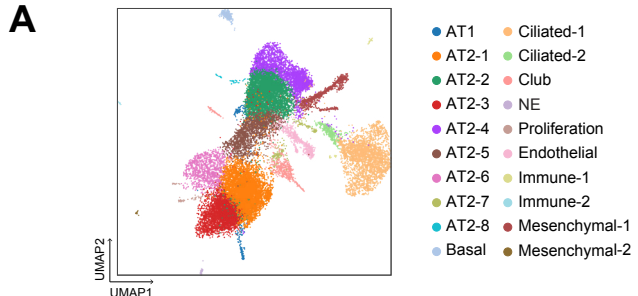 A
AT1
AT2-1
AT2-2
AT2-3
AT2-4
AT2-5
AT2-6
AT2-7
AT2-8
Basal
Ciliated-1
Ciliated-2
Club
NE
Proliferation
Endothelial
Immune-1
Immune-2
Mesenchymal-1
Mesenchymal-2
UMAP2
UMAP1